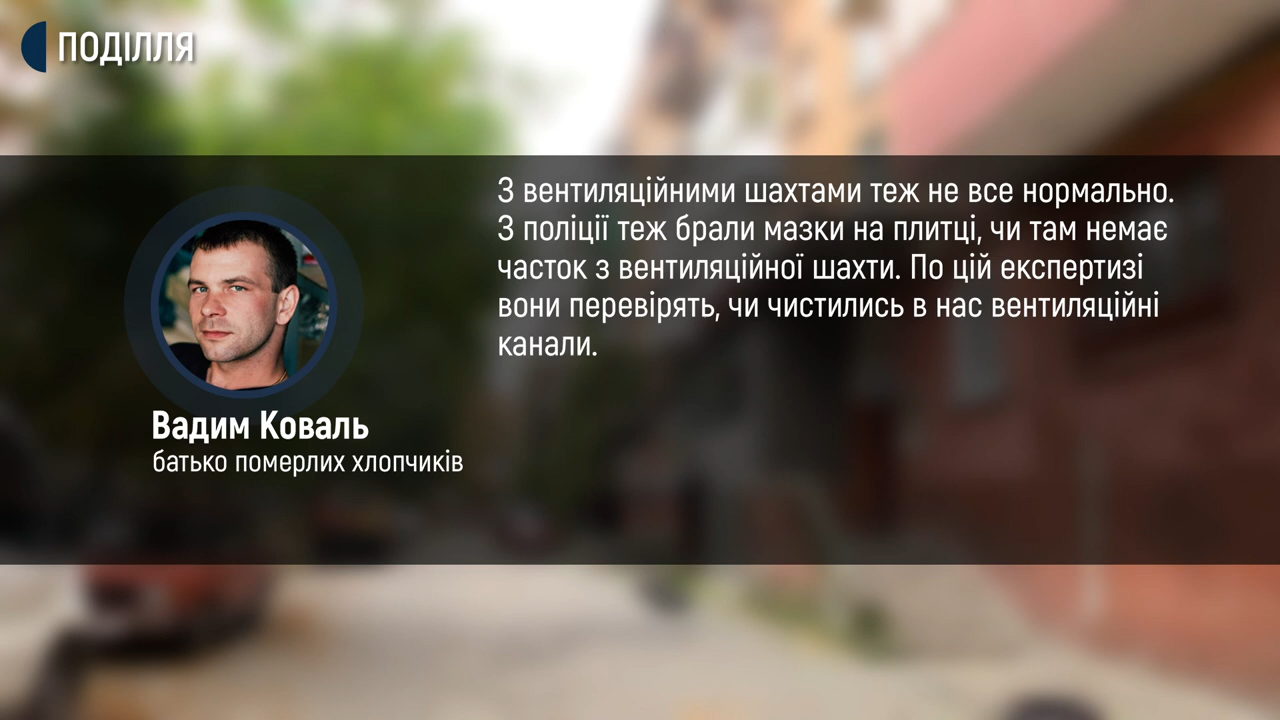 ПОДІЛЛЯ
З вентиляційними шахтами теж не все нормально.
З поліції теж брали мазки на плитці, чи там немає
часток з вентиляційної шахти. По цій експертизі
вони перевірять, чи чистились в нас вентиляційні
канали.
Вадим Коваль
батько померлих хлопчиків